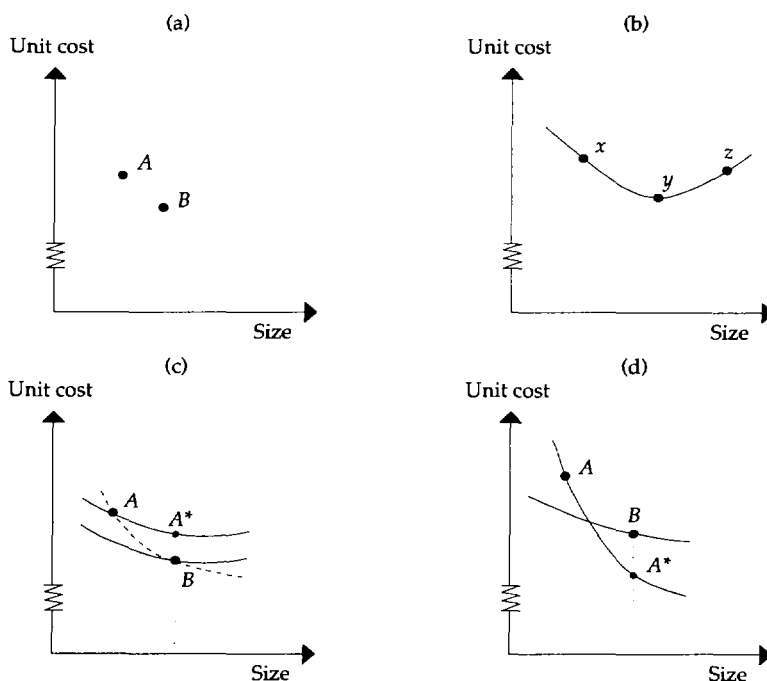 (a)
Unit cost
A
B
Size
(b)
Unit cost
x
y
z
Size
(c)
Unit cost
A
A*
B
Size
(d)
Unit cost
A
B
A*
Size